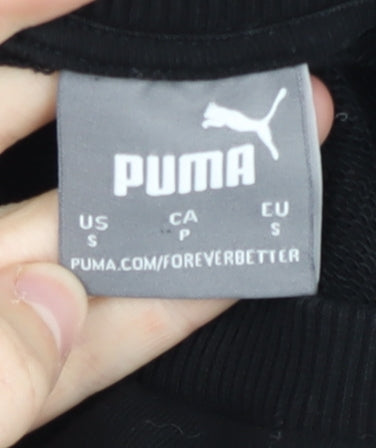 PUMA
US CA EU
S P S
PUMA.COM/FOREVERBETTER